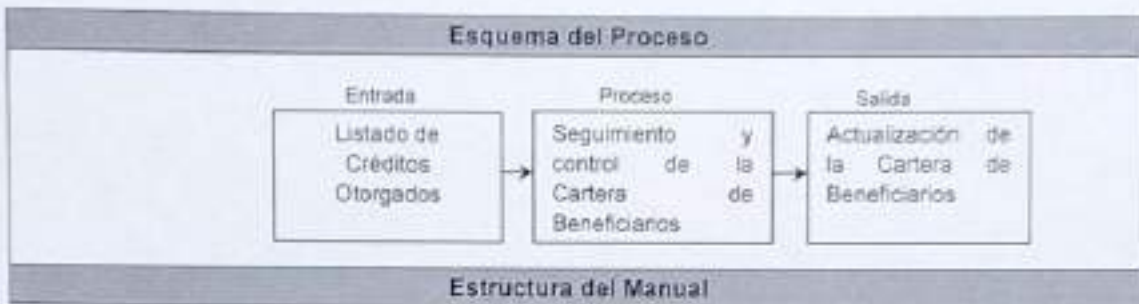 Esquema del Proceso
Entrada
Listado de
Créditos
Otorgados
Proceso
Seguimiento y
control de la
Cartera de
Beneficiarios
Salida
Actualización de
la Cartera de
Beneficiarios
Estructura del Manual